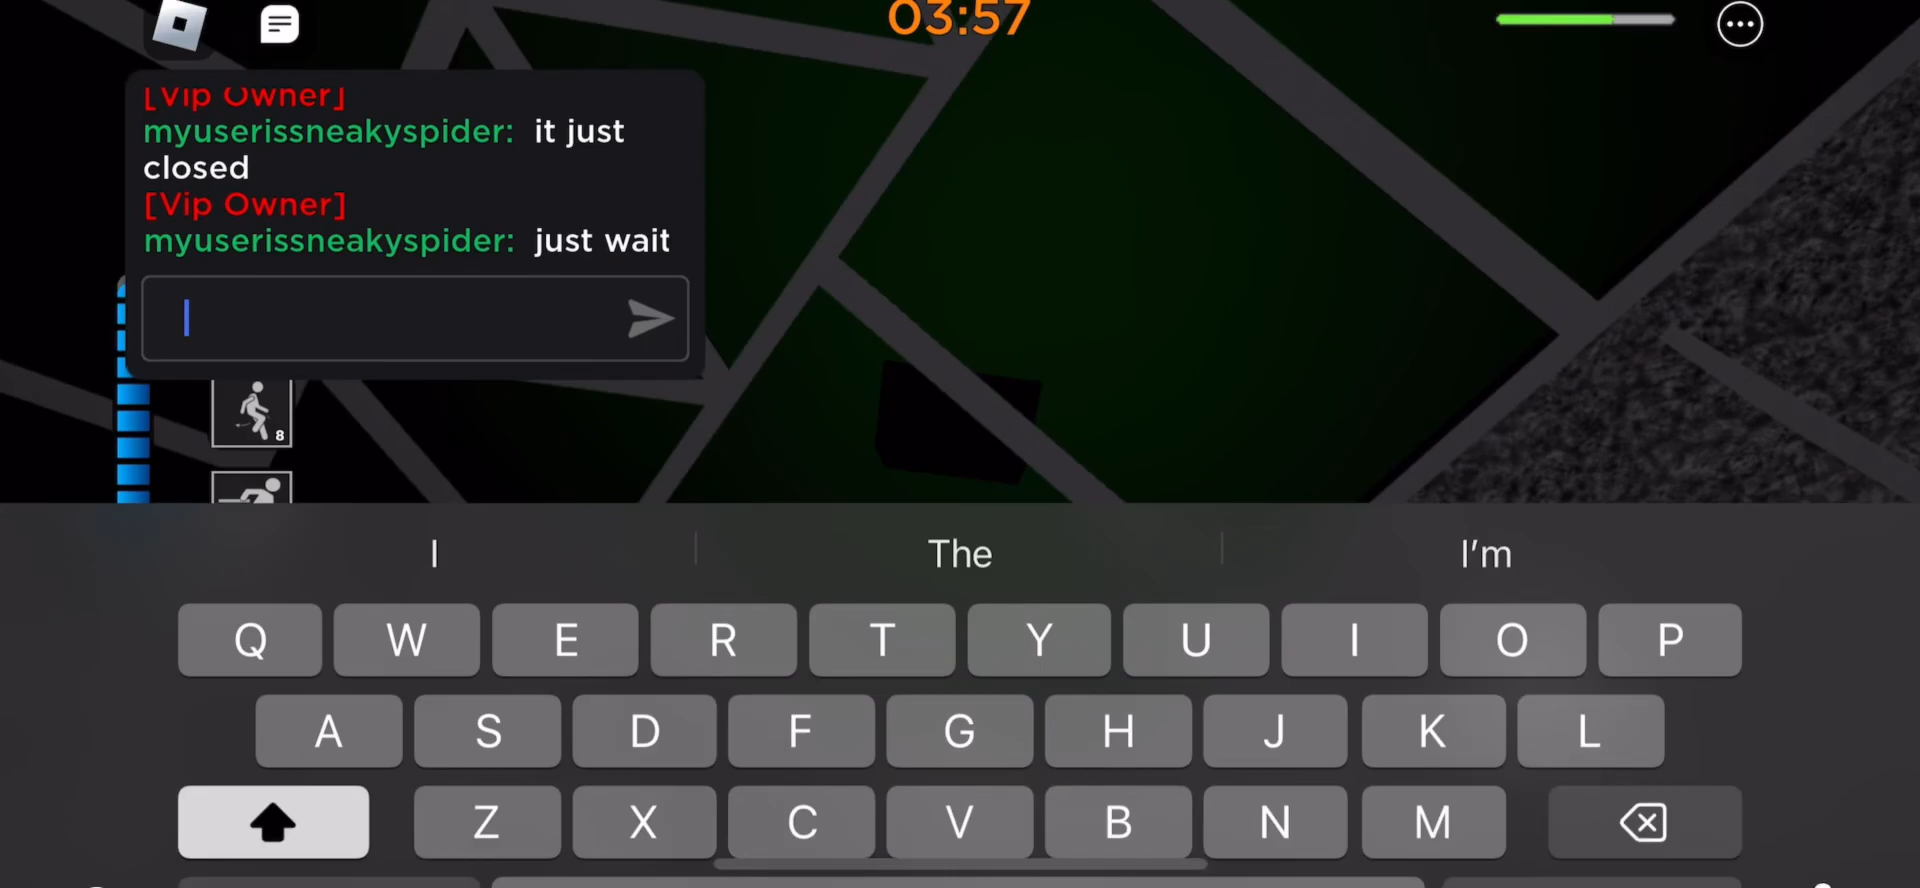 03:57
[Vip Owner]
myuserissneakyspider: it just
closed
[Vip Owner]
myuserissneakyspider: just wait
8
I The I'm
Q W E R T Y U I O P
A S D F G H J K L
Z X C V B N M